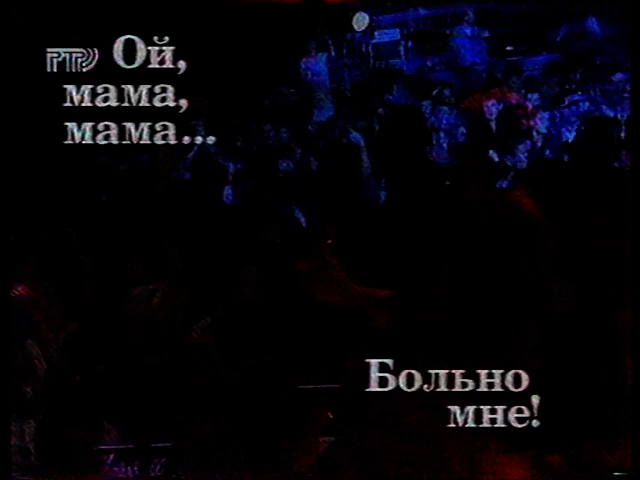 РТР Ой,
мама,
мама...
Больно
мне!